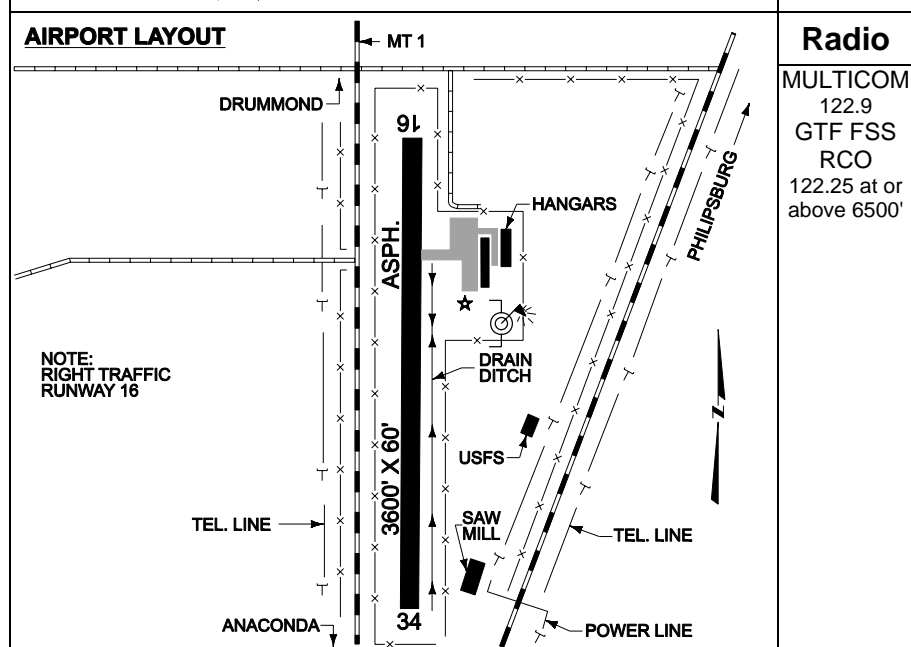 AIRPORT LAYOUT
MT 1
DRUMMOND
16
HANGARS
ASPH.
PHILIPSBURG
NOTE:
RIGHT TRAFFIC
RUNWAY 16
DRAIN
DITCH
N
3600' X 60'
USFS
TEL. LINE
SAW
MILL
TEL. LINE
ANACONDA
34
POWER LINE
Radio
MULTICOM
122.9
GTF FSS
RCO
122.25 at or
above 6500'